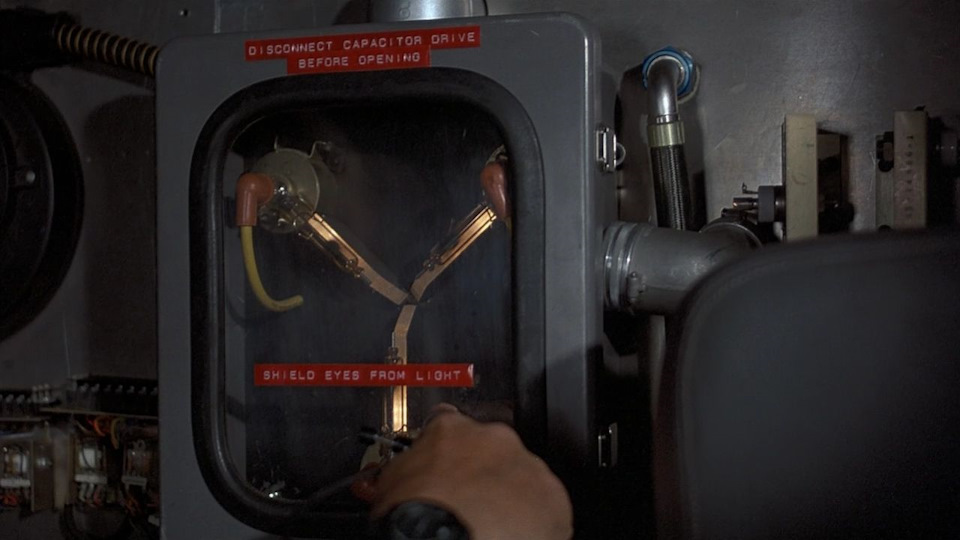 DISCONNECT CAPACITOR DRIVE
BEFORE OPENING
SHIELD EYES FROM LIGHT